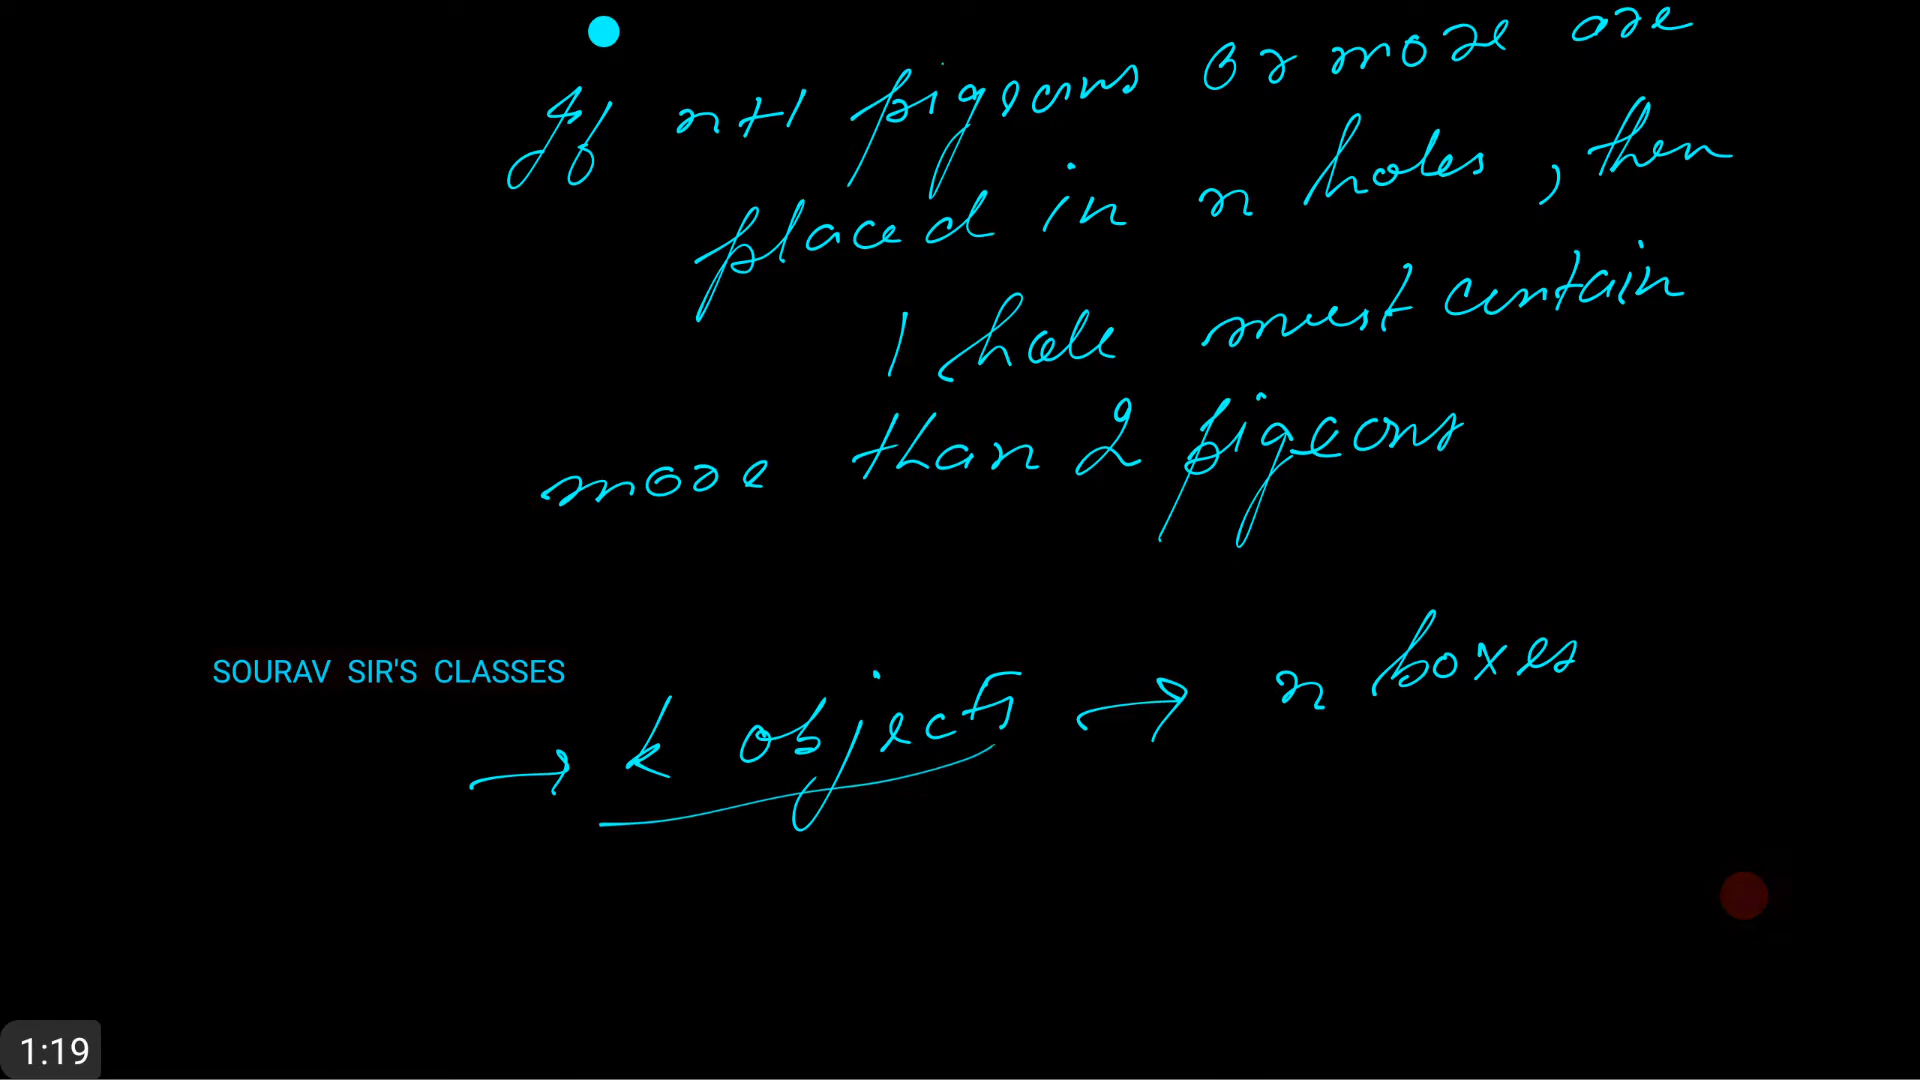 If n+1 pigeons or more are
placed in n holes, then
1 hole must contain
more than 2 pigeons
SOURAV SIR'S CLASSES
→ k objects → n boxes
1:19